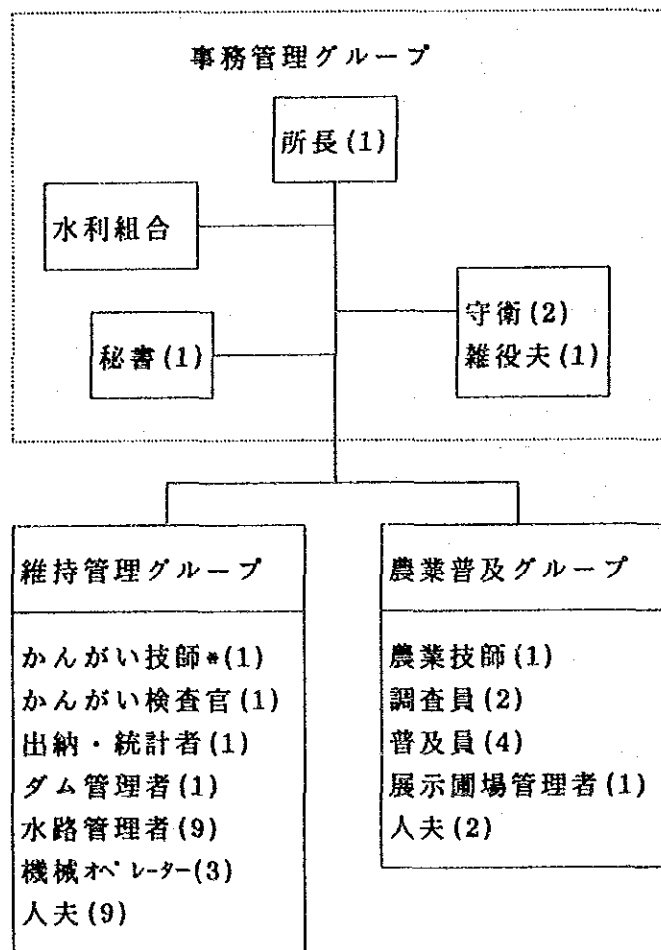 事務管理グループ
所長(1)
水利組合
守衛(2)
雑役夫(1)
秘書(1)
維持管理グループ
かんがい技師*(1)
かんがい検査官(1)
出納・統計者(1)
ダム管理者(1)
水路管理者(9)
機械オペレーター(3)
人夫(9)
農業普及グループ
農業技師(1)
調査員(2)
普及員(4)
展示圃場管理者(1)
人夫(2)